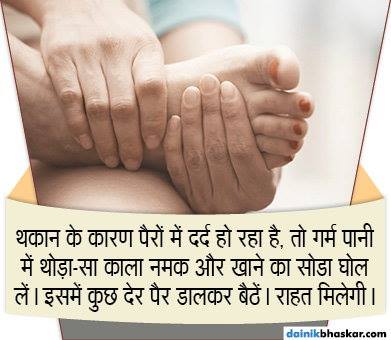 थकान के कारण पैरों में दर्द हो रहा है, तो गर्म पानी
में थोड़ा-सा काला नमक और खाने का सोडा घोल
लें। इसमें कुछ देर पैर डालकर बैठें। राहत मिलेगी।
dainikbhaskar.com